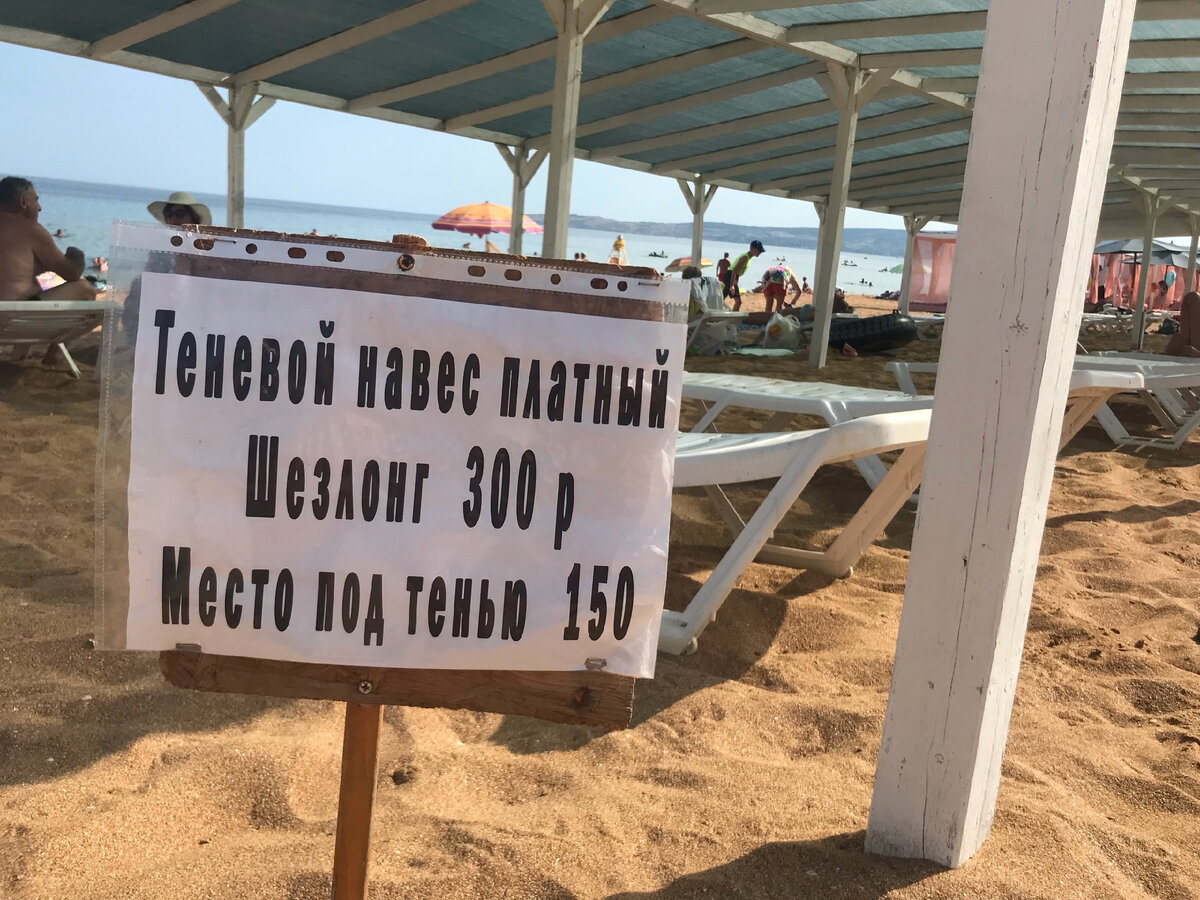 Теневой навес платный
Шезлонг 300 р
Место под тенью 150